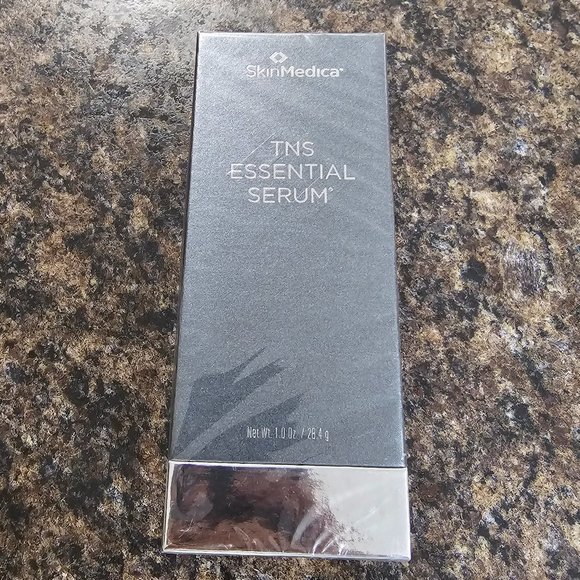 SkinMedica®
TNS
ESSENTIAL
SERUM®
Net Wt. 1.0 Oz. / 28.4 g